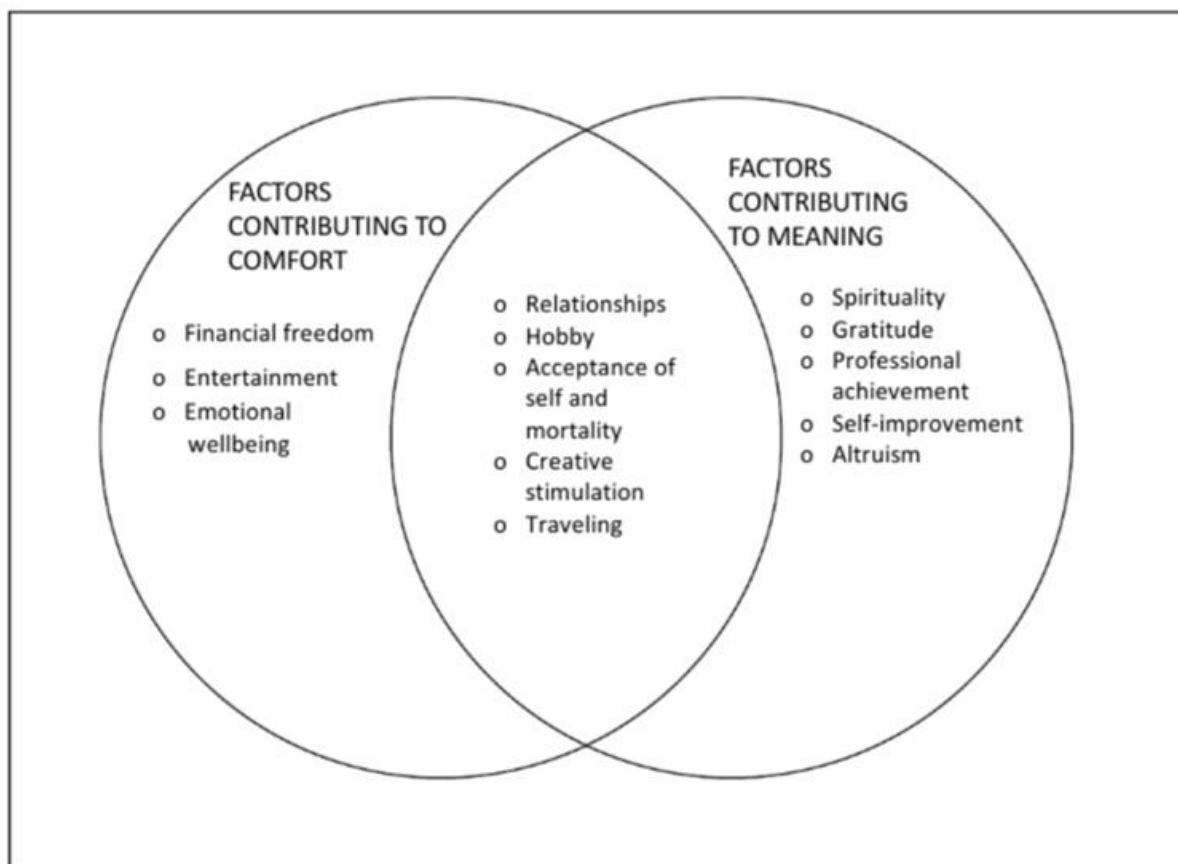 FACTORS
CONTRIBUTING TO
COMFORT
o Financial freedom
o Entertainment
o Emotional
wellbeing
o Relationships
o Hobby
o Acceptance of
self and
mortality
o Creative
stimulation
o Traveling
FACTORS
CONTRIBUTING
TO MEANING
o Spirituality
o Gratitude
o Professional
achievement
o Self-improvement
o Altruism